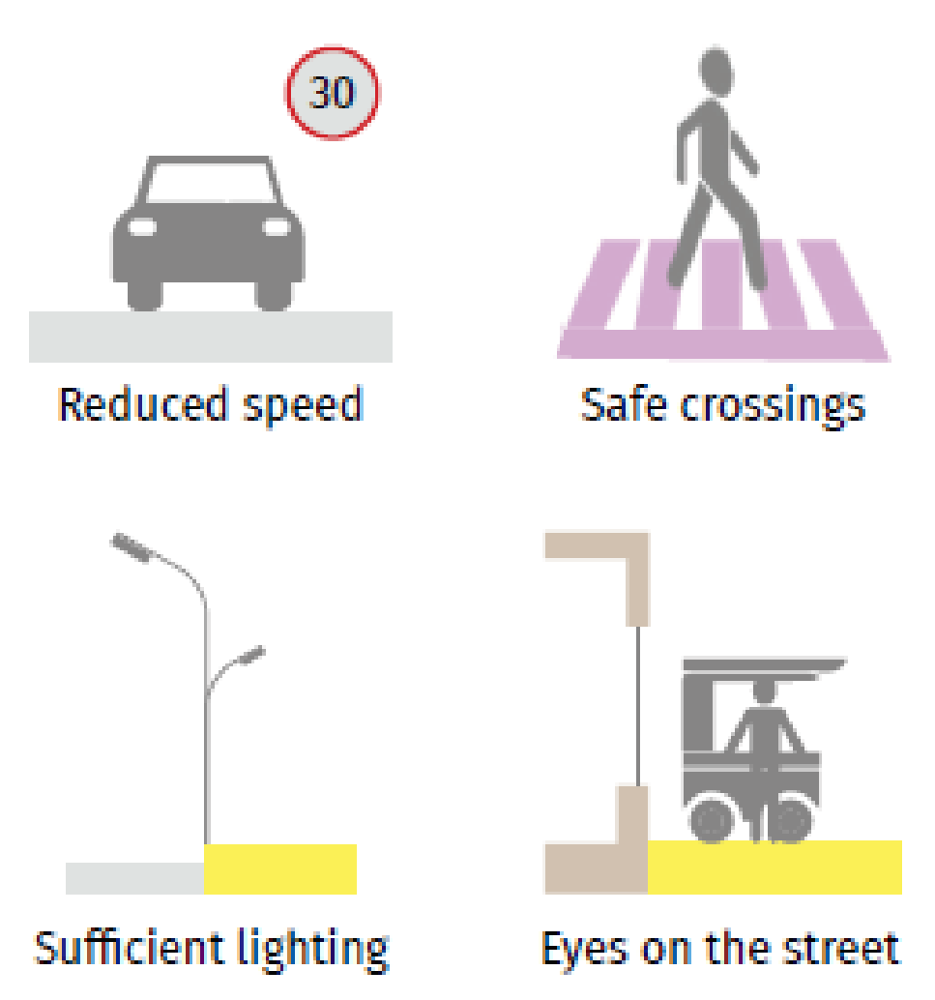 30
Reduced speed
Safe crossings
Sufficient lighting
Eyes on the street